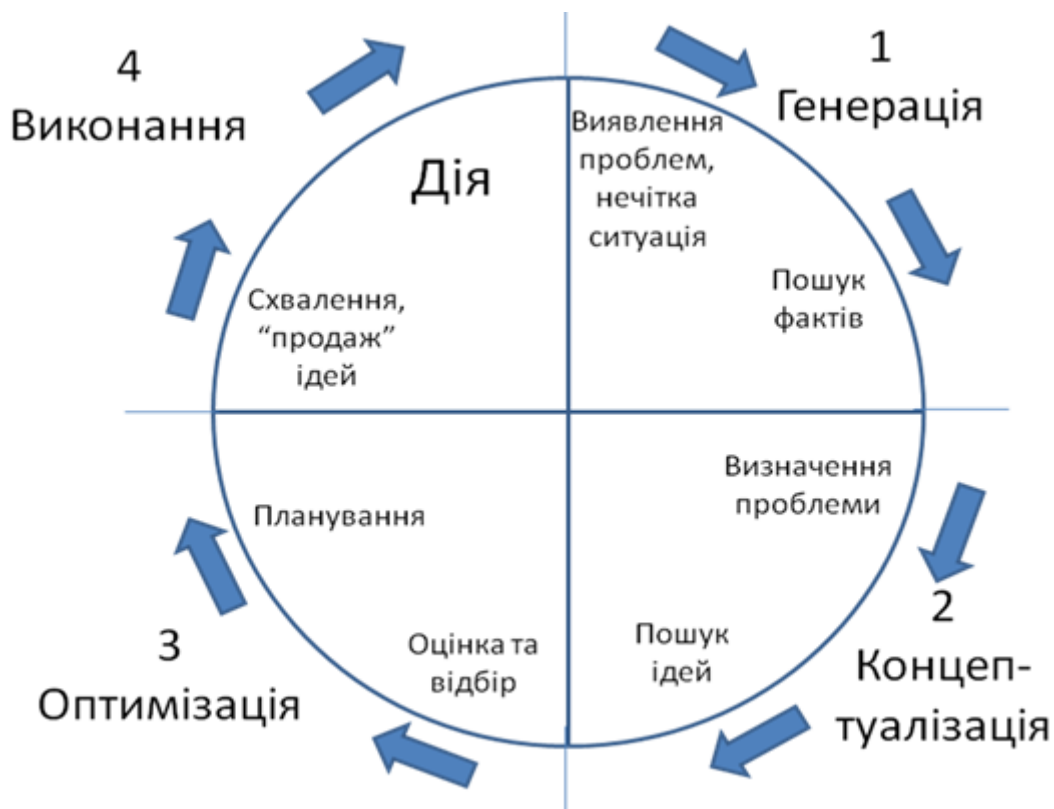 1
Генерація
Виявлення
проблем,
нечітка
ситуація
Пошук
фактів
2
Концеп-
туалізація
Визначення
проблеми
Пошук
ідей
3
Оптимізація
Оцінка та
відбір
Планування
4
Виконання
Схвалення,
“продаж”
ідей
Дія